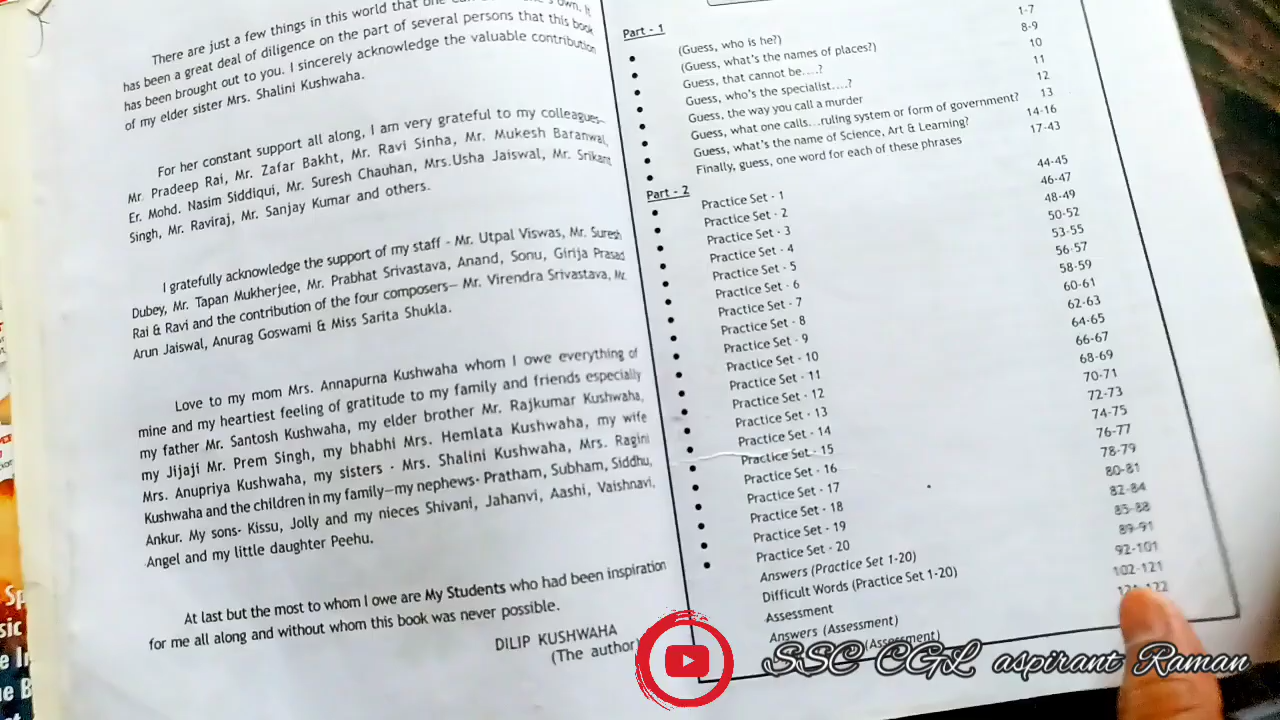 There are just a few things in this world that one can own, it
has been a great deal of diligence on the part of several persons that this book
has been brought out to you. I sincerely acknowledge the valuable contribution
of my elder sister Mrs. Shalini Kushwaha.
For her constant support all along, I am very grateful to my colleagues-
Mr. Pradeep Rai, Mr. Zafar Bakht, Mr. Ravi Sinha, Mr. Mukesh Baranwal,
Er. Mohd. Nasim Siddiqui, Mr. Suresh Chauhan, Mrs.Usha Jaiswal, Mr. Srikant
Singh, Mr. Raviraj, Mr. Sanjay Kumar and others.
I gratefully acknowledge the support of my staff - Mr. Utpal Viswas, Mr. Suresh
Dubey, Mr. Tapan Mukherjee, Mr. Prabhat Srivastava, Anand, Sonu, Girija Prasad
Rai & Ravi and the contribution of the four composers— Mr. Virendra Srivastava, Mr.
Arun Jaiswal, Anurag Goswami & Miss Sarita Shukla.
Love to my mom Mrs. Annapurna Kushwaha whom I owe everything of
mine and my heartiest feeling of gratitude to my family and friends especially
my father Mr. Santosh Kushwaha, my elder brother Mr. Rajkumar Kushwaha,
my Jijaji Mr. Prem Singh, my bhabhi Mrs. Hemlata Kushwaha, my wife
Mrs. Anupriya Kushwaha, my sisters - Mrs. Shalini Kushwaha, Mrs. Ragini
Kushwaha and the children in my family—my nephews- Pratham, Subham, Siddhu,
Ankur. My sons- Kissu, Jolly and my nieces Shivani, Jahanvi, Aashi, Vaishnavi,
Angel and my little daughter Peehu.
At last but the most to whom I owe are My Students who had been inspiration
for me all along and without whom this book was never possible.
DILIP KUSHWAHA
(The author)
Part - 1
(Guess, who is he?) 1-7
(Guess, what's the names of places?) 8-9
Guess, that cannot be....? 10
Guess, who's the specialist....? 11
Guess, the way you call a murder 12
Guess, what one calls...ruling system or form of government? 13
Guess, what's the name of Science, Art & Learning? 14-16
Finally, guess, one word for each of these phrases 17-43
Part - 2
Practice Set - 1 44-45
Practice Set - 2 46-47
Practice Set - 3 48-49
Practice Set - 4 50-52
Practice Set - 5 53-55
Practice Set - 6 56-57
Practice Set - 7 58-59
Practice Set - 8 60-61
Practice Set - 9 62-63
Practice Set - 10 64-65
Practice Set - 11 66-67
Practice Set - 12 68-69
Practice Set - 13 70-71
Practice Set - 14 72-73
Practice Set - 15 74-75
Practice Set - 16 76-77
Practice Set - 17 78-79
Practice Set - 18 80-81
Practice Set - 19 82-84
Practice Set - 20 85-88
Answers (Practice Set 1-20) 89-91
Difficult Words (Practice Set 1-20) 92-101
Assessment 102-121
Answers (Assessment)
(Assessment)
SSC CGL aspirant Raman